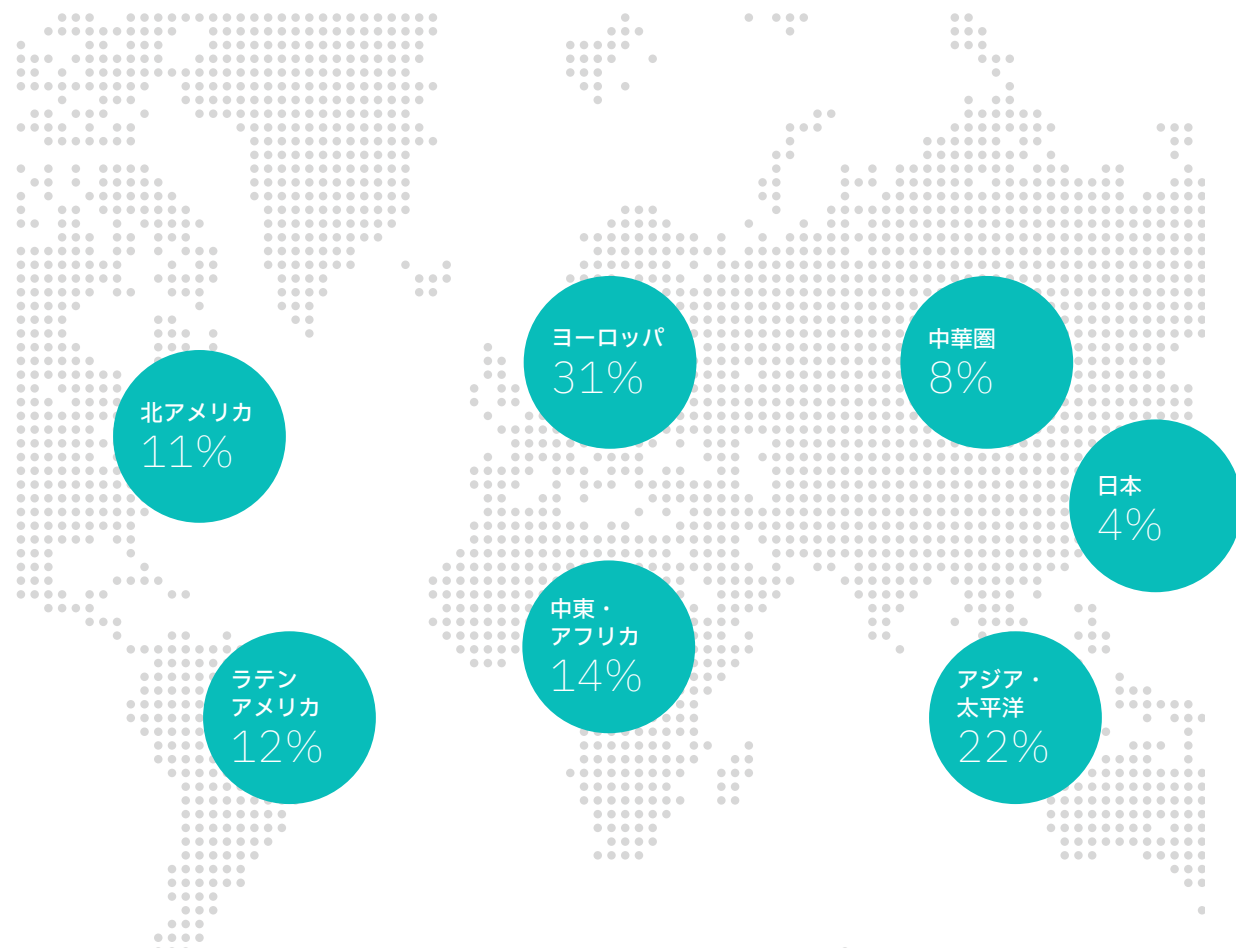 ヨーロッパ
31%
中華圏
8%
北アメリカ
11%
日本
4%
中東・
アフリカ
14%
ラテン
アメリカ
12%
アジア・
太平洋
22%